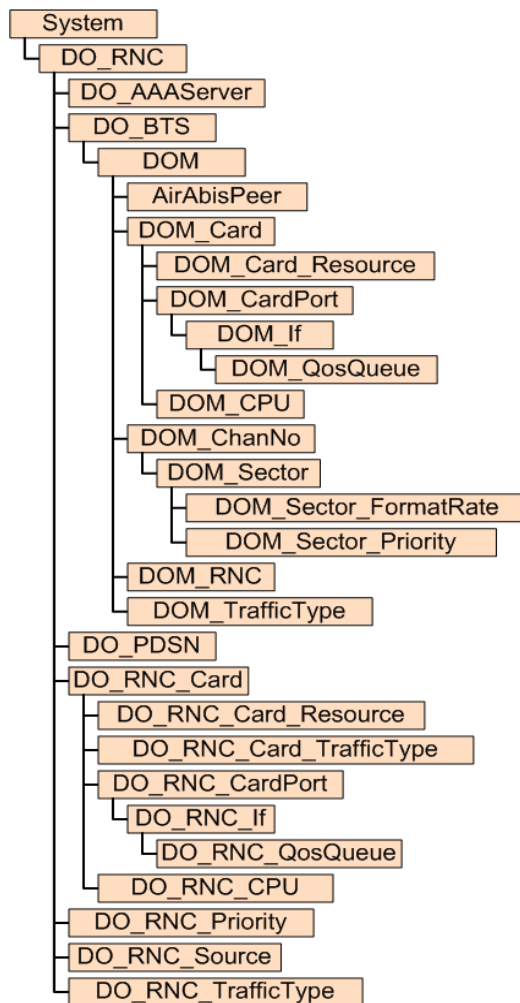 System
DO_RNC
DO_AAAServer
DO_BTS
DOM
AirAbisPeer
DOM_Card
DOM_Card_Resource
DOM_CardPort
DOM_If
DOM_QosQueue
DOM_CPU
DOM_ChanNo
DOM_Sector
DOM_Sector_FormatRate
DOM_Sector_Priority
DOM_RNC
DOM_TrafficType
DO_PDSN
DO_RNC_Card
DO_RNC_Card_Resource
DO_RNC_Card_TrafficType
DO_RNC_CardPort
DO_RNC_If
DO_RNC_QosQueue
DO_RNC_CPU
DO_RNC_Priority
DO_RNC_Source
DO_RNC_TrafficType